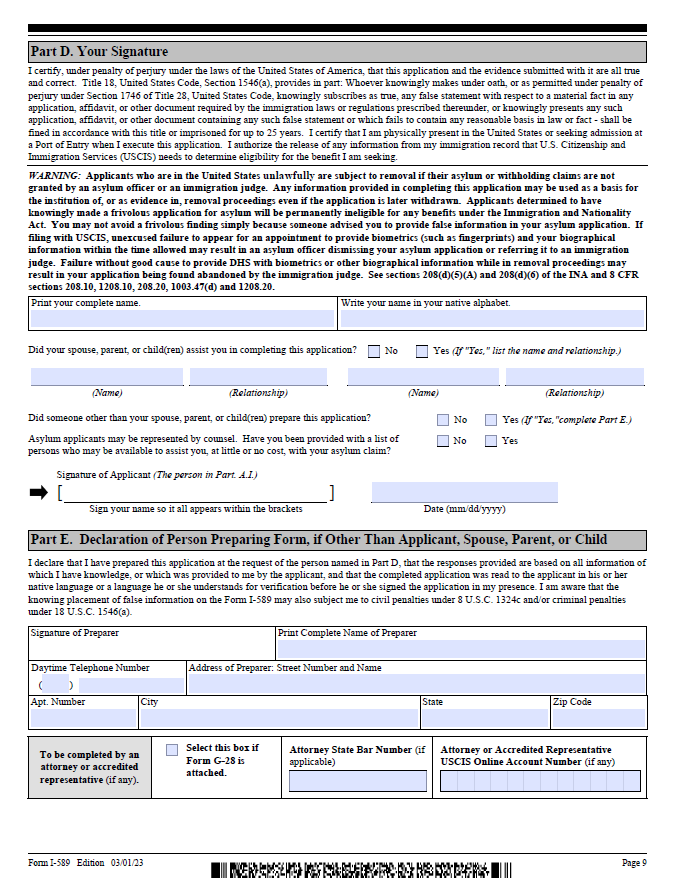 Part D. Your Signature
I certify, under penalty of perjury under the laws of the United States of America, that this application and the evidence submitted with it are all true
and correct. Title 18, United States Code, Section 1546(a), provides in part: Whoever knowingly makes under oath, or as permitted under penalty of
perjury under Section 1746 of Title 28, United States Code, knowingly subscribes as true, any false statement with respect to a material fact in any
application, affidavit, or other document required by the immigration laws or regulations prescribed thereunder, or knowingly presents any such
application, affidavit, or other document containing any such false statement or which fails to contain any reasonable basis in law or fact - shall be
fined in accordance with this title or imprisoned for up to 25 years. I certify that I am physically present in the United States or seeking admission at
a Port of Entry when I execute this application. I authorize the release of any information from my immigration record that U.S. Citizenship and
Immigration Services (USCIS) needs to determine eligibility for the benefit I am seeking.
WARNING: Applicants who are in the United States unlawfully are subject to removal if their asylum or withholding claims are not
granted by an asylum officer or an immigration judge. Any information provided in completing this application may be used as a basis for
the institution of, or as evidence in, removal proceedings even if the application is later withdrawn. Applicants determined to have
knowingly made a frivolous application for asylum will be permanently ineligible for any benefits under the Immigration and Nationality
Act. You may not avoid a frivolous finding simply because someone advised you to provide false information in your asylum application. If
filing with USCIS, unexcused failure to appear for an appointment to provide biometrics (such as fingerprints) and your biographical
information within the time allowed may result in an asylum officer dismissing your asylum application or referring it to an immigration
judge. Failure without good cause to provide DHS with biometrics or other biographical information while in removal proceedings may
result in your application being found abandoned by the immigration judge. See sections 208(d)(5)(A) and 208(d)(6) of the INA and 8 CFR
sections 208.10, 1208.10, 208.20, 1003.47(d) and 1208.20.
Print your complete name. Write your name in your native alphabet.
Did your spouse, parent, or child(ren) assist you in completing this application? No Yes (If "Yes," list the name and relationship.)
(Name) (Relationship) (Name) (Relationship)
Did someone other than your spouse, parent, or child(ren) prepare this application? No Yes (If "Yes,"complete Part E.)
Asylum applicants may be represented by counsel. Have you been provided with a list of
persons who may be available to assist you, at little or no cost, with your asylum claim? No Yes
Signature of Applicant (The person in Part. A.I.)
[ ]
Sign your name so it all appears within the brackets Date (mm/dd/yyyy)
Part E. Declaration of Person Preparing Form, if Other Than Applicant, Spouse, Parent, or Child
I declare that I have prepared this application at the request of the person named in Part D, that the responses provided are based on all information of
which I have knowledge, or which was provided to me by the applicant, and that the completed application was read to the applicant in his or her
native language or a language he or she understands for verification before he or she signed the application in my presence. I am aware that the
knowing placement of false information on the Form I-589 may also subject me to civil penalties under 8 U.S.C. 1324c and/or criminal penalties
under 18 U.S.C. 1546(a).
Signature of Preparer Print Complete Name of Preparer
Daytime Telephone Number Address of Preparer: Street Number and Name
( )
Apt. Number City State Zip Code
To be completed by an
attorney or accredited
representative (if any).
Select this box if
Form G-28 is
attached.
Attorney State Bar Number (if
applicable)
Attorney or Accredited Representative
USCIS Online Account Number (if any)
Form I-589 Edition 03/01/23 Page 9